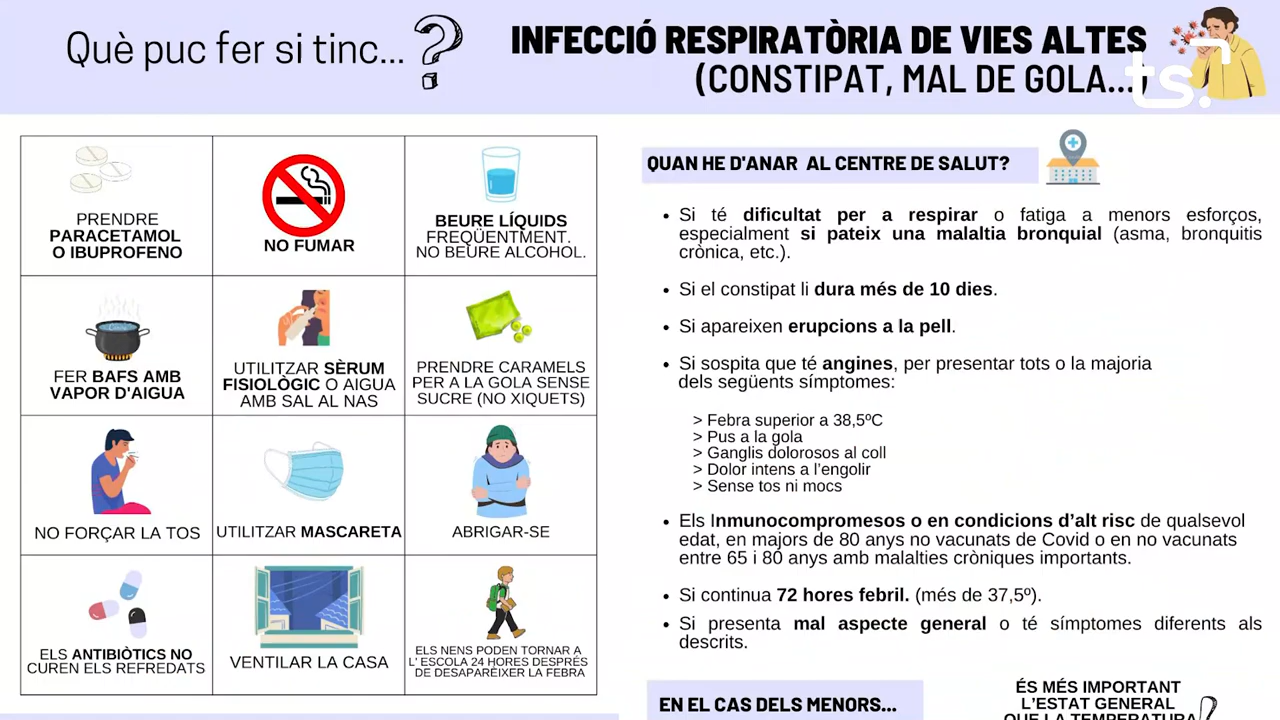 Què puc fer si tinc...?
INFECCIÓ RESPIRATÒRIA DE VIES ALTES
(CONSTIPAT, MAL DE GOLA...)
ts.
PRENDRE
PARACETAMOL
O IBUPROFENO
NO FUMAR
BEURE LÍQUIDS
FREQÜENTMENT.
NO BEURE ALCOHOL.
FER BAFS AMB
VAPOR D'AIGUA
UTILITZAR SÈRUM
FISIOLÒGIC O AIGUA
AMB SAL AL NAS
PRENDRE CARAMELS
PER A LA GOLA SENSE
SUCRE (NO XIQUETS)
NO FORÇAR LA TOS
UTILITZAR MASCARETA
ABRIGAR-SE
ELS ANTIBIÒTICS NO
CUREN ELS REFREDATS
VENTILAR LA CASA
ELS NENS PODEN TORNAR A
L' ESCOLA 24 HORES DESPRÉS
DE DESAPARÈIXER LA FEBRA
QUAN HE D'ANAR AL CENTRE DE SALUT?
• Si té dificultat per a respirar o fatiga a menors esforços,
especialment si pateix una malaltia bronquial (asma, bronquitis
crònica, etc.).
• Si el constipat li dura més de 10 dies.
• Si apareixen erupcions a la pell.
• Si sospita que té angines, per presentar tots o la majoria
dels següents símptomes:
> Febra superior a 38,5ºC
> Pus a la gola
> Ganglis dolorosos al coll
> Dolor intens a l'engolir
> Sense tos ni mocs
• Els Inmunocompromesos o en condicions d'alt risc de qualsevol
edat, en majors de 80 anys no vacunats de Covid o en no vacunats
entre 65 i 80 anys amb malalties cròniques importants.
• Si continua 72 hores febril. (més de 37,5º).
• Si presenta mal aspecte general o té símptomes diferents als
descrits.
EN EL CAS DELS MENORS...
ÉS MÉS IMPORTANT
L'ESTAT GENERAL
QUE LA TEMPERATURA?